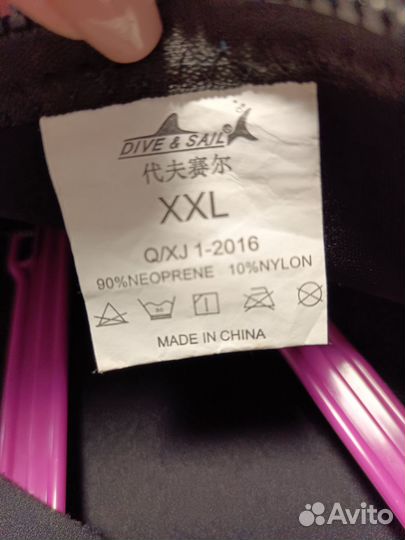 DIVE & SAIL®
代夫赛尔
XXL
Q/XJ 1-2016
90%NEOPRENE 10%NYLON
MADE IN CHINA
Avito